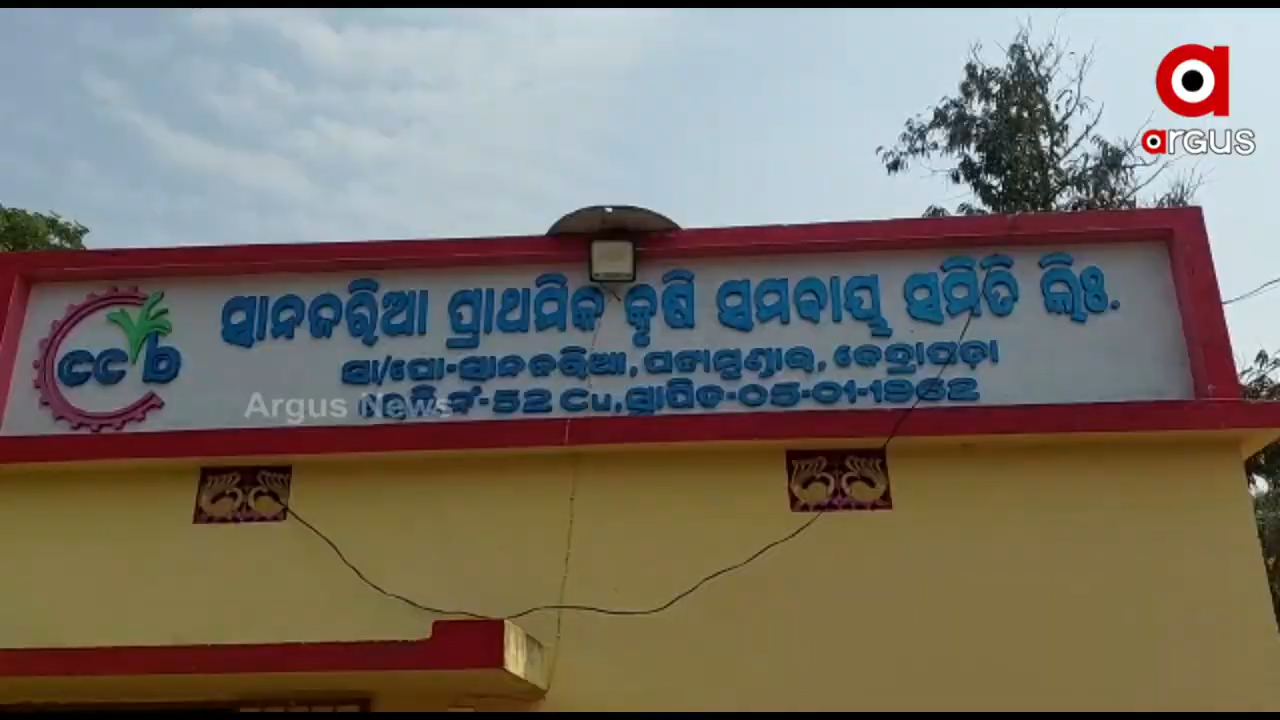 argus
ସାନଜରିଆ ପ୍ରାଥମିକ କୃଷି ସମବାୟ ସମିତି ଲିଃ.
ସା/ପୋ-ସାନଜରିଆ, ପଟ୍ଟାମୁଣ୍ଡାଇ, କେନ୍ଦ୍ରାପଡ଼ା
ccb
ନଂ-52 Cu, ସ୍ଥାପିତ-05-01-1962
Argus News